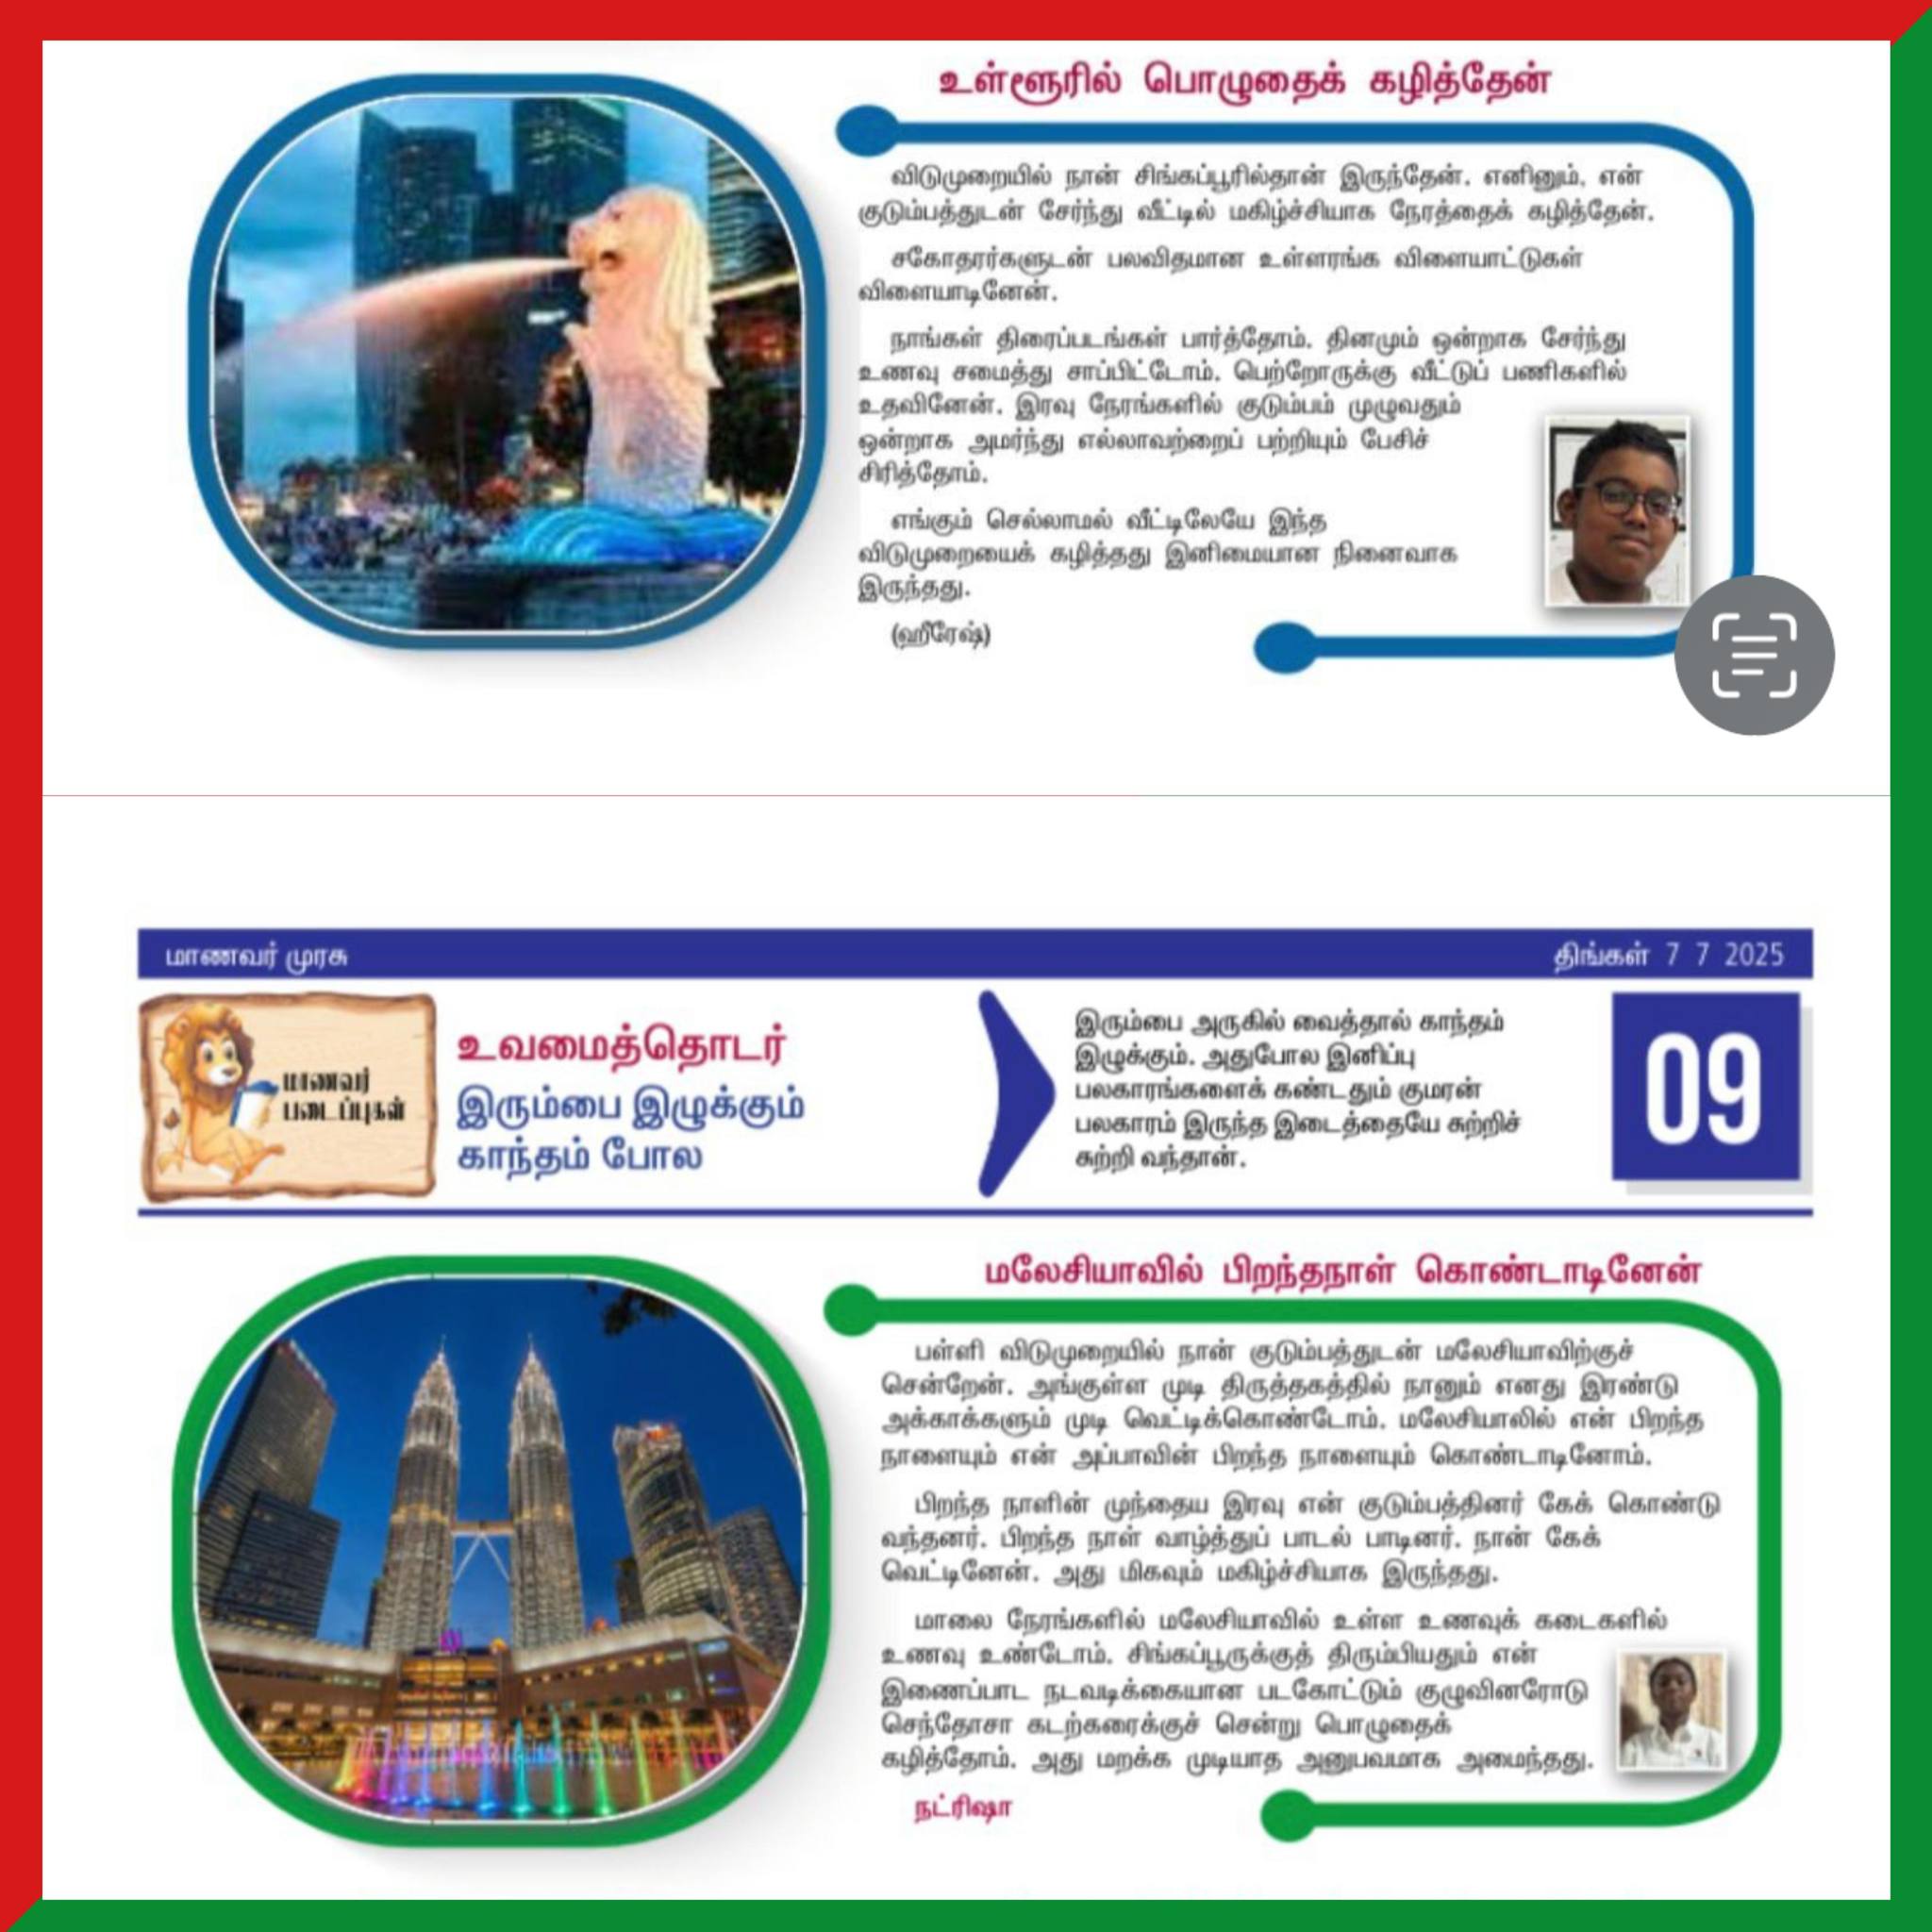 உள்ளூரில் பொழுதைக் கழித்தேன்
விடுமுறையில் நான் சிங்கப்பூரில்தான் இருந்தேன். எனினும், என்
குடும்பத்துடன் சேர்ந்து வீட்டில் மகிழ்ச்சியாக நேரத்தைக் கழித்தேன்.
சகோதரர்களுடன் பலவிதமான உள்ளரங்க விளையாட்டுகள்
விளையாடினேன்.
நாங்கள் திரைப்படங்கள் பார்த்தோம். தினமும் ஒன்றாக சேர்ந்து
உணவு சமைத்து சாப்பிட்டோம். பெற்றோருக்கு வீட்டுப் பணிகளில்
உதவினேன். இரவு நேரங்களில் குடும்பம் முழுவதும்
ஒன்றாக அமர்ந்து எல்லாவற்றைப் பற்றியும் பேசிச்
சிரித்தோம்.
எங்கும் செல்லாமல் வீட்டிலேயே இந்த
விடுமுறையைக் கழித்தது இனிமையான நினைவாக
இருந்தது.
(ஹீரேஷ்)
மாணவர் முரசு
திங்கள் 7 7 2025
மாணவர்
படைப்புகள்
உவமைத்தொடர்
இரும்பை இழுக்கும்
காந்தம் போல
இரும்பை அருகில் வைத்தால் காந்தம்
இழுக்கும். அதுபோல இனிப்பு
பலகாரங்களைக் கண்டதும் குமரன்
பலகாரம் இருந்த இடத்தையே சுற்றிச்
சுற்றி வந்தான்.
09
மலேசியாவில் பிறந்தநாள் கொண்டாடினேன்
பள்ளி விடுமுறையில் நான் குடும்பத்துடன் மலேசியாவிற்குச்
சென்றேன். அங்குள்ள முடி திருத்தகத்தில் நானும் எனது இரண்டு
அக்காக்களும் முடி வெட்டிக்கொண்டோம். மலேசியாலில் என் பிறந்த
நாளையும் என் அப்பாவின் பிறந்த நாளையும் கொண்டாடினோம்.
பிறந்த நாளின் முந்தைய இரவு என் குடும்பத்தினர் கேக் கொண்டு
வந்தனர். பிறந்த நாள் வாழ்த்துப் பாடல் பாடினர். நான் கேக்
வெட்டினேன். அது மிகவும் மகிழ்ச்சியாக இருந்தது.
மாலை நேரங்களில் மலேசியாவில் உள்ள உணவுக் கடைகளில்
உணவு உண்டோம். சிங்கப்பூருக்குத் திரும்பியதும் என்
இணைப்பாட நடவடிக்கையான படகோட்டும் குழுவினரோடு
செந்தோசா கடற்கரைக்குச் சென்று பொழுதைக்
கழித்தோம். அது மறக்க முடியாத அனுபவமாக அமைந்தது.
நட்ரிஷா